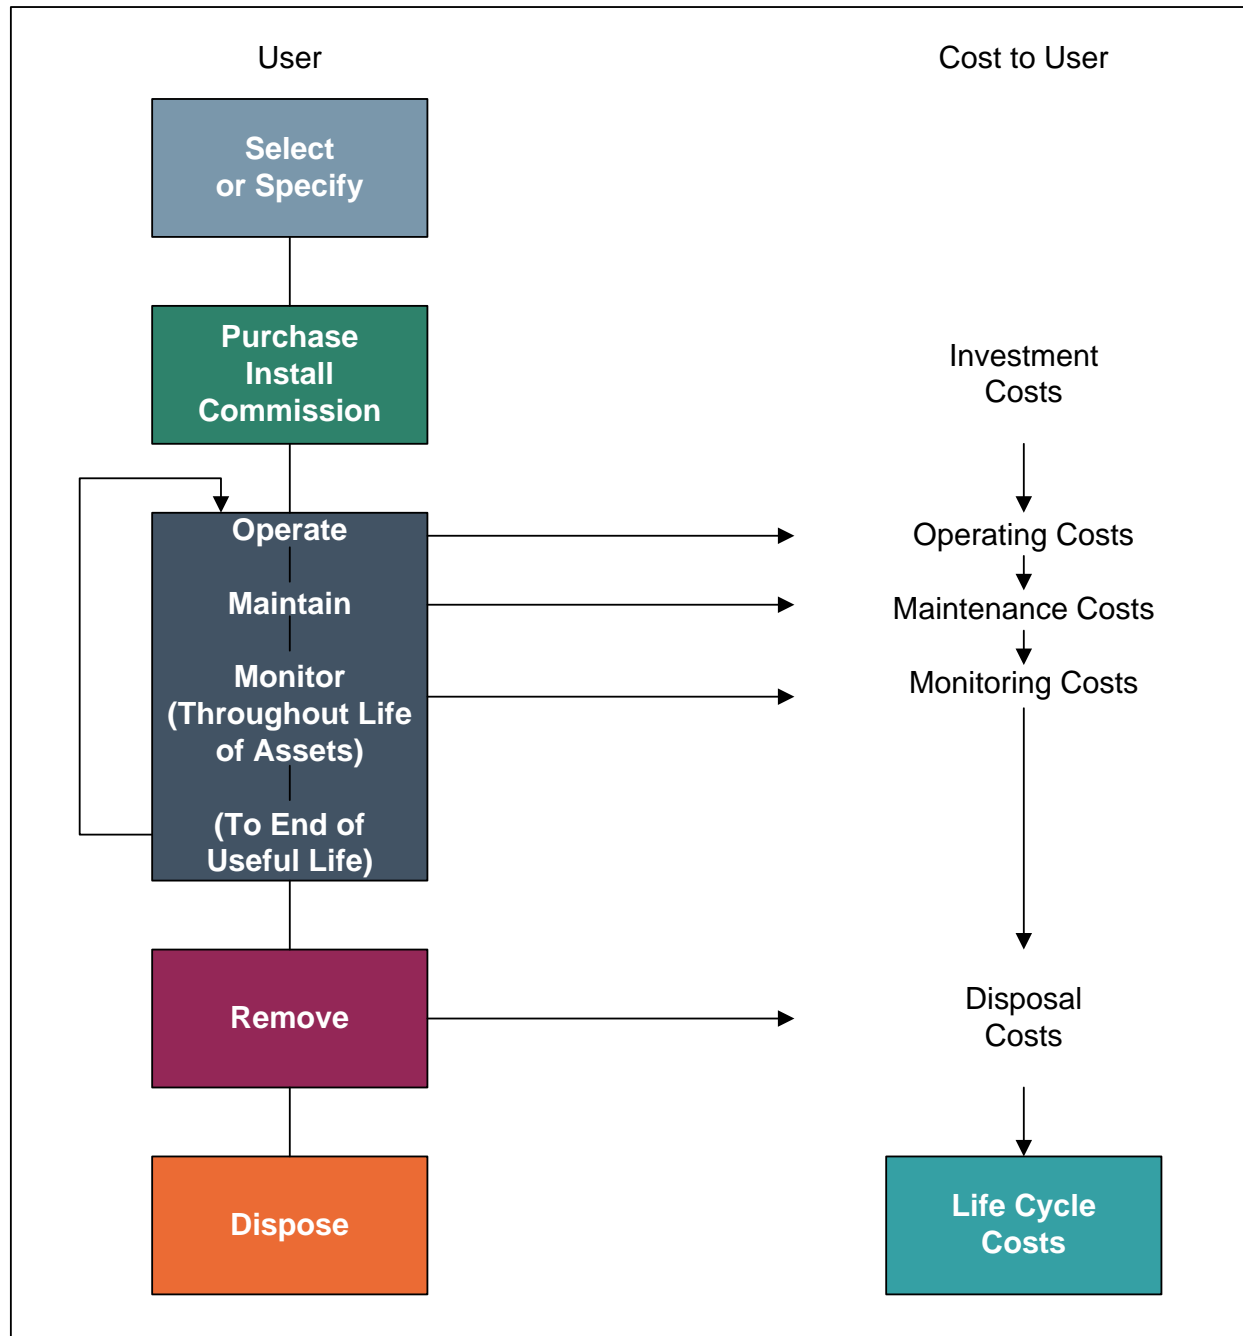 User
Cost to User
Select
or Specify
Purchase
Install
Commission
Investment
Costs
Operate
Operating Costs
Maintain
Maintenance Costs
Monitor
(Throughout Life
of Assets)
Monitoring Costs
(To End of
Useful Life)
Remove
Disposal
Costs
Dispose
Life Cycle
Costs